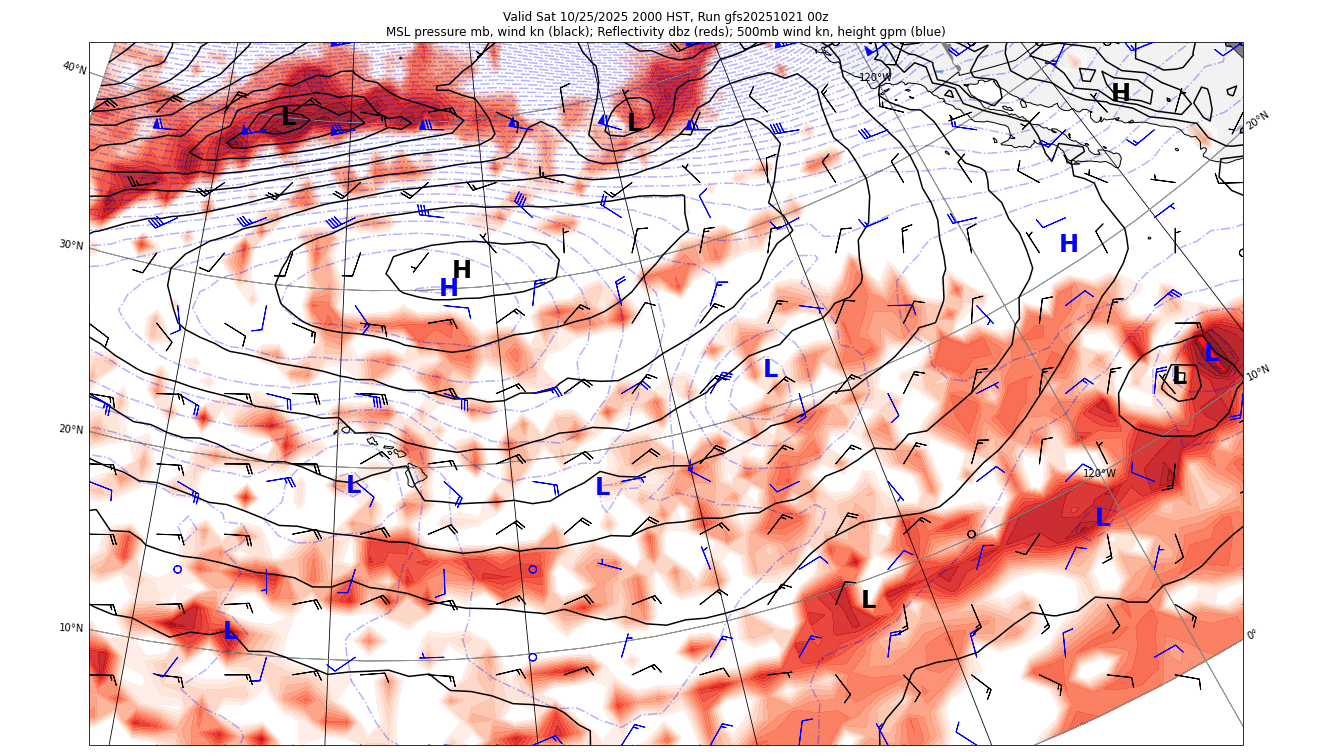 Valid Sat 10/25/2025 2000 HST, Run gfs20251021 00z
MSL pressure mb, wind kn (black); Reflectivity dbz (reds); 500mb wind kn, height gpm (blue)
40°N
120°W
H
20°N
L
L
30°N
H
H
H
L
L
10°N
L
20°N
L
L
120°W
L
10°N
L
L
0°